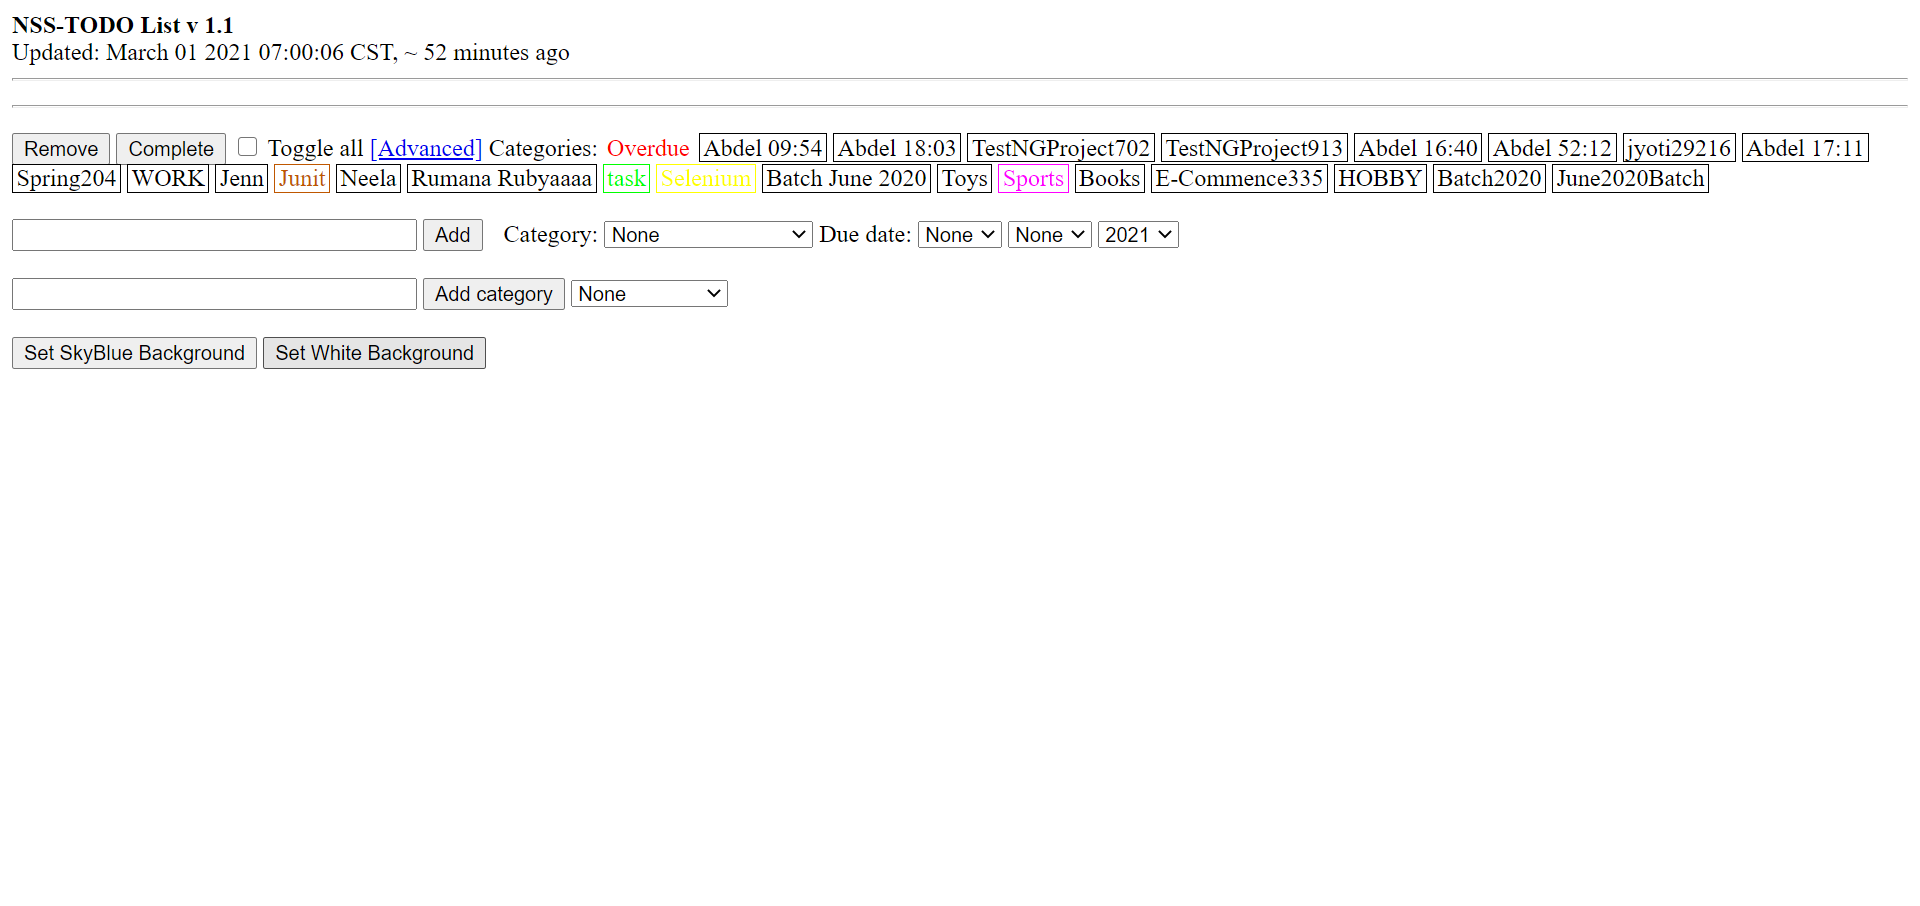 NSS-TODO List v 1.1
Updated: March 01 2021 07:00:06 CST, ~ 52 minutes ago
Remove Complete Toggle all [Advanced] Categories: Overdue Abdel 09:54 Abdel 18:03 TestNGProject702 TestNGProject913 Abdel 16:40 Abdel 52:12 jyoti29216 Abdel 17:11
Spring204 WORK Jenn Junit Neela Rumana Rubyaaaa task Selenium Batch June 2020 Toys Sports Books E-Commence335 HOBBY Batch2020 June2020Batch
Add Category: None Due date: None None 2021
Add category None
Set SkyBlue Background Set White Background